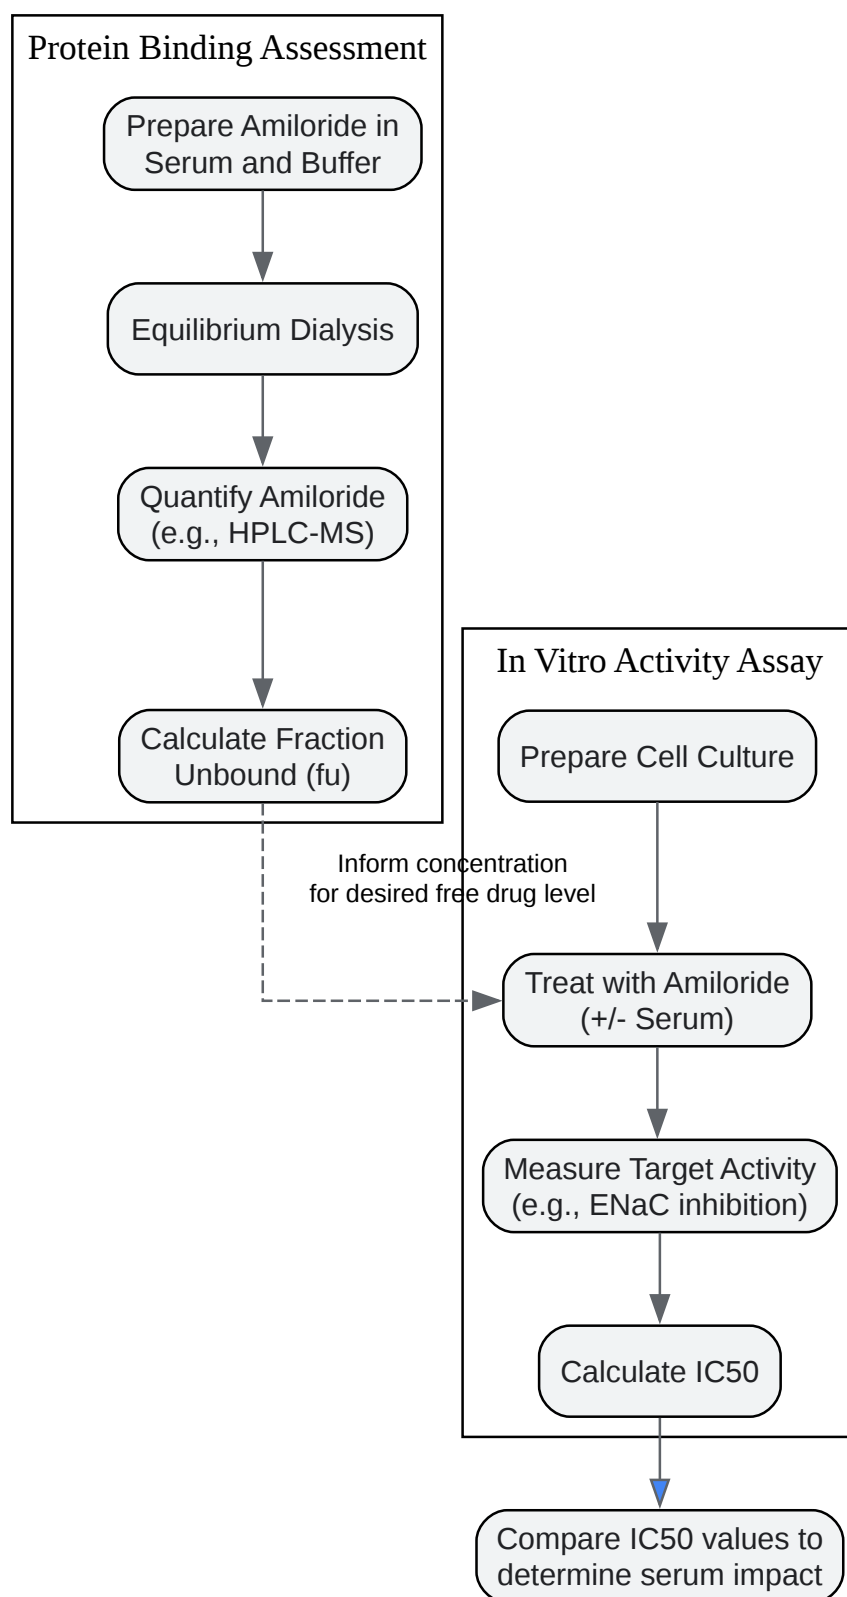 Protein Binding Assessment
Prepare Amiloride in
Serum and Buffer
Equilibrium Dialysis
Quantify Amiloride
(e.g., HPLC-MS)
Calculate Fraction
Unbound (fu)
Inform concentration
for desired free drug level
In Vitro Activity Assay
Prepare Cell Culture
Treat with Amiloride
(+/- Serum)
Measure Target Activity
(e.g., ENaC inhibition)
Calculate IC50
Compare IC50 values to
determine serum impact